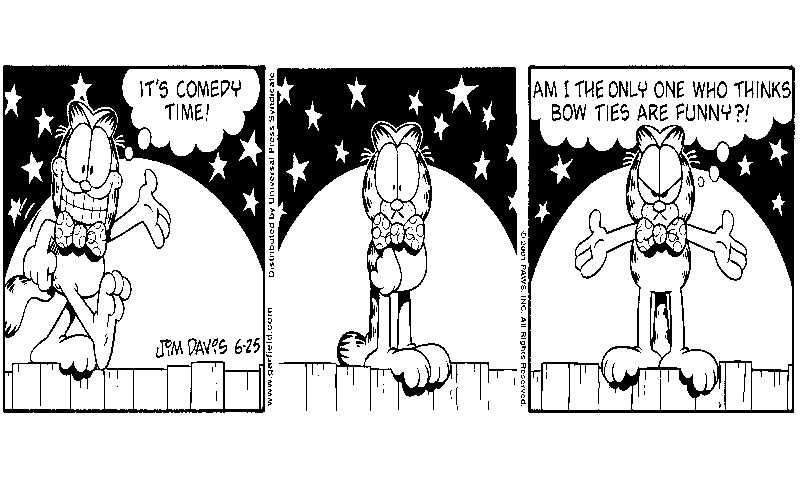 IT'S COMEDY
TIME!
JIM DAVIS 6-25
www.garfield.com
Distributed by Universal Press Syndicate
© 2001 PAWS, INC. All Rights Reserved.
AM I THE ONLY ONE WHO THINKS
BOW TIES ARE FUNNY?!